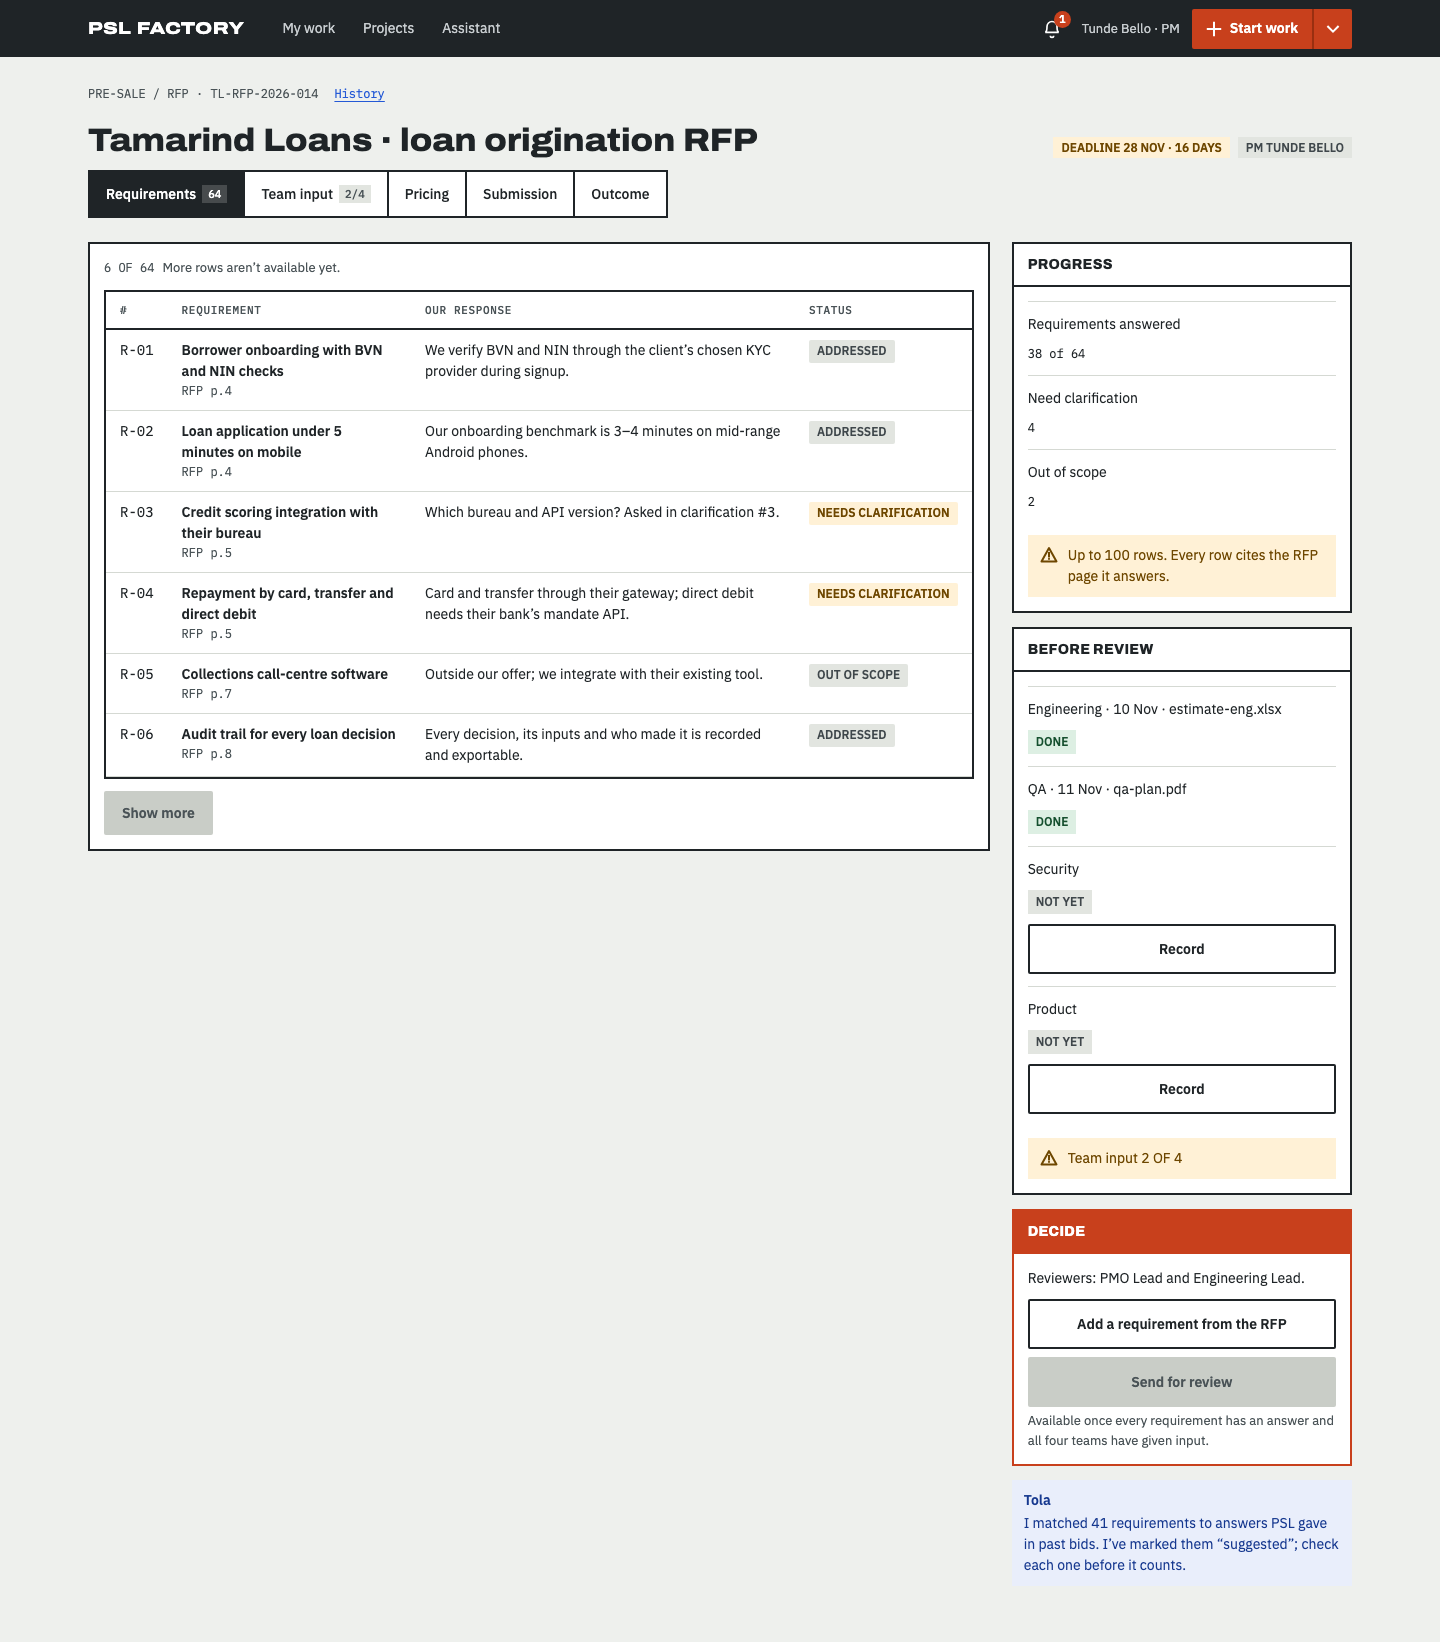 PSL FACTORY
My work
Projects
Assistant
1
Tunde Bello · PM
Start work
PRE-SALE / RFP · TL-RFP-2026-014
History
Tamarind Loans · loan origination RFP
DEADLINE 28 NOV · 16 DAYS
PM TUNDE BELLO
Requirements 64
Team input 2/4
Pricing
Submission
Outcome
6 OF 64 More rows aren’t available yet.
# REQUIREMENT OUR RESPONSE STATUS
R-01
Borrower onboarding with BVN
and NIN checks
RFP p.4
We verify BVN and NIN through the client’s chosen KYC
provider during signup.
ADDRESSED
R-02
Loan application under 5
minutes on mobile
RFP p.4
Our onboarding benchmark is 3–4 minutes on mid-range
Android phones.
ADDRESSED
R-03
Credit scoring integration with
their bureau
RFP p.5
Which bureau and API version? Asked in clarification #3.
NEEDS CLARIFICATION
R-04
Repayment by card, transfer and
direct debit
RFP p.5
Card and transfer through their gateway; direct debit
needs their bank’s mandate API.
NEEDS CLARIFICATION
R-05
Collections call-centre software
RFP p.7
Outside our offer; we integrate with their existing tool.
OUT OF SCOPE
R-06
Audit trail for every loan decision
RFP p.8
Every decision, its inputs and who made it is recorded
and exportable.
ADDRESSED
Show more
PROGRESS
Requirements answered
38 of 64
Need clarification
4
Out of scope
2
Up to 100 rows. Every row cites the RFP
page it answers.
BEFORE REVIEW
Engineering · 10 Nov · estimate-eng.xlsx
DONE
QA · 11 Nov · qa-plan.pdf
DONE
Security
NOT YET
Record
Product
NOT YET
Record
Team input 2 OF 4
DECIDE
Reviewers: PMO Lead and Engineering Lead.
Add a requirement from the RFP
Send for review
Available once every requirement has an answer and
all four teams have given input.
Tola
I matched 41 requirements to answers PSL gave
in past bids. I’ve marked them “suggested”; check
each one before it counts.